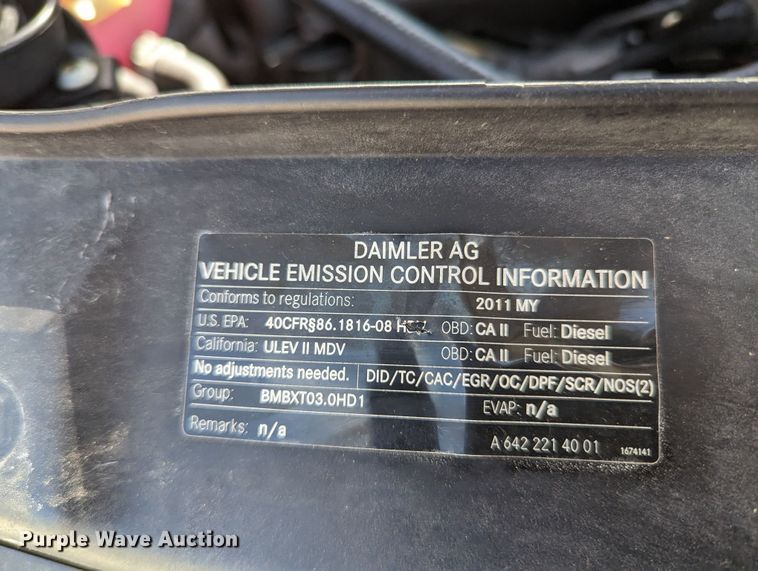 DAIMLER AG
VEHICLE EMISSION CONTROL INFORMATION
Conforms to regulations: 2011 MY
U.S. EPA: 40CFR§86.1816-08 OBD: CA II Fuel: Diesel
California: ULEV II MDV OBD: CA II Fuel: Diesel
No adjustments needed. DID/TC/CAC/EGR/OC/DPF/SCR/NOS(2)
Group: BMBXT03.0HD1 EVAP: n/a
Remarks: n/a
A 642 221 40 01 1674141
Purple Wave Auction